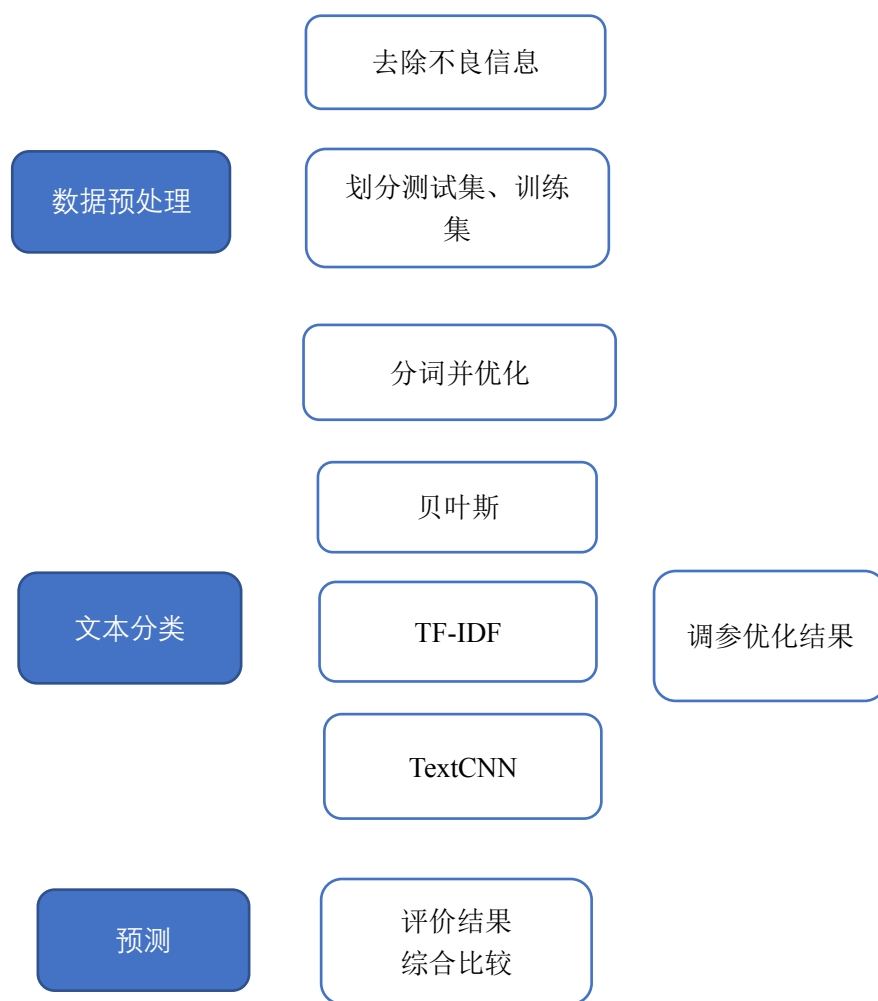 去除不良信息
数据预处理
划分测试集、训练
集
分词并优化
贝叶斯
文本分类
TF-IDF
调参优化结果
TextCNN
预测
评价结果
综合比较